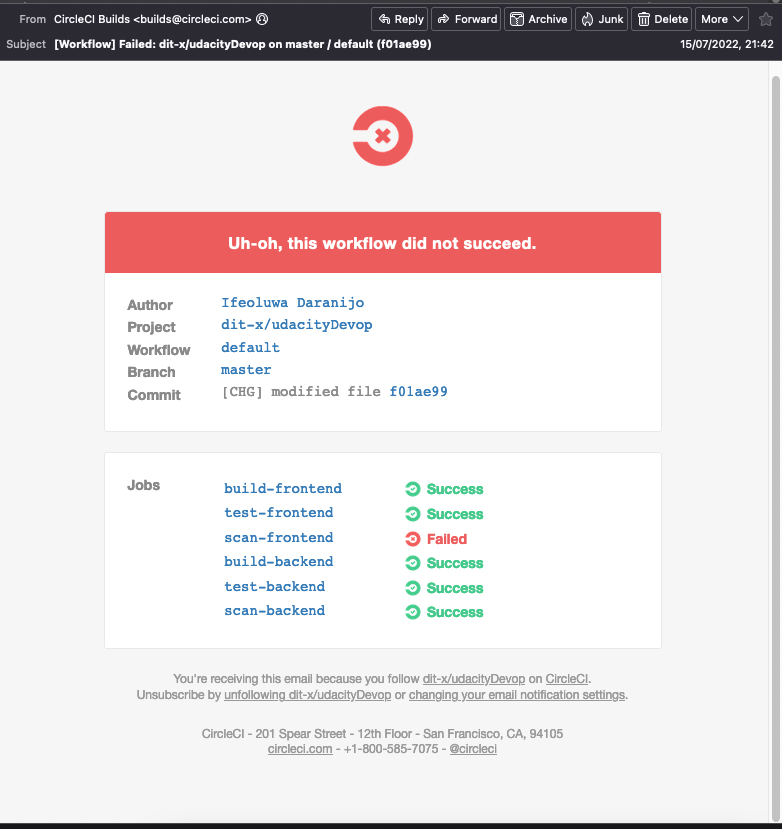 From CircleCI Builds <builds@circleci.com> Reply Forward Archive Junk Delete More
Subject [Workflow] Failed: dit-x/udacityDevop on master / default (f01ae99) 15/07/2022, 21:42
Uh-oh, this workflow did not succeed.
Author Ifeoluwa Daranijo
Project dit-x/udacityDevop
Workflow default
Branch master
Commit [CHG] modified file f01ae99
Jobs build-frontend Success
test-frontend Success
scan-frontend Failed
build-backend Success
test-backend Success
scan-backend Success
You're receiving this email because you follow dit-x/udacityDevop on CircleCI.
Unsubscribe by unfollowing dit-x/udacityDevop or changing your email notification settings.
CircleCI - 201 Spear Street - 12th Floor - San Francisco, CA, 94105
circleci.com - +1-800-585-7075 - @circleci